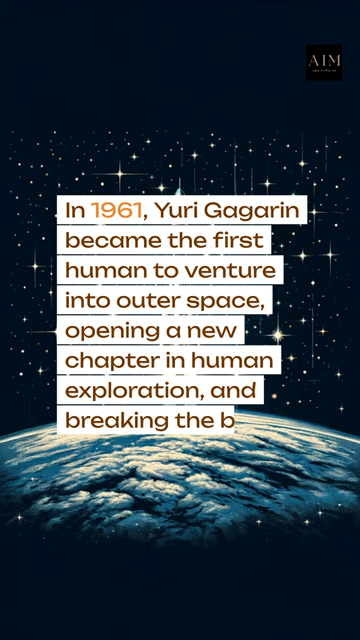 AIM
In 1961, Yuri Gagarin
became the first
human to venture
into outer space,
opening a new
chapter in human
exploration, and
breaking the b